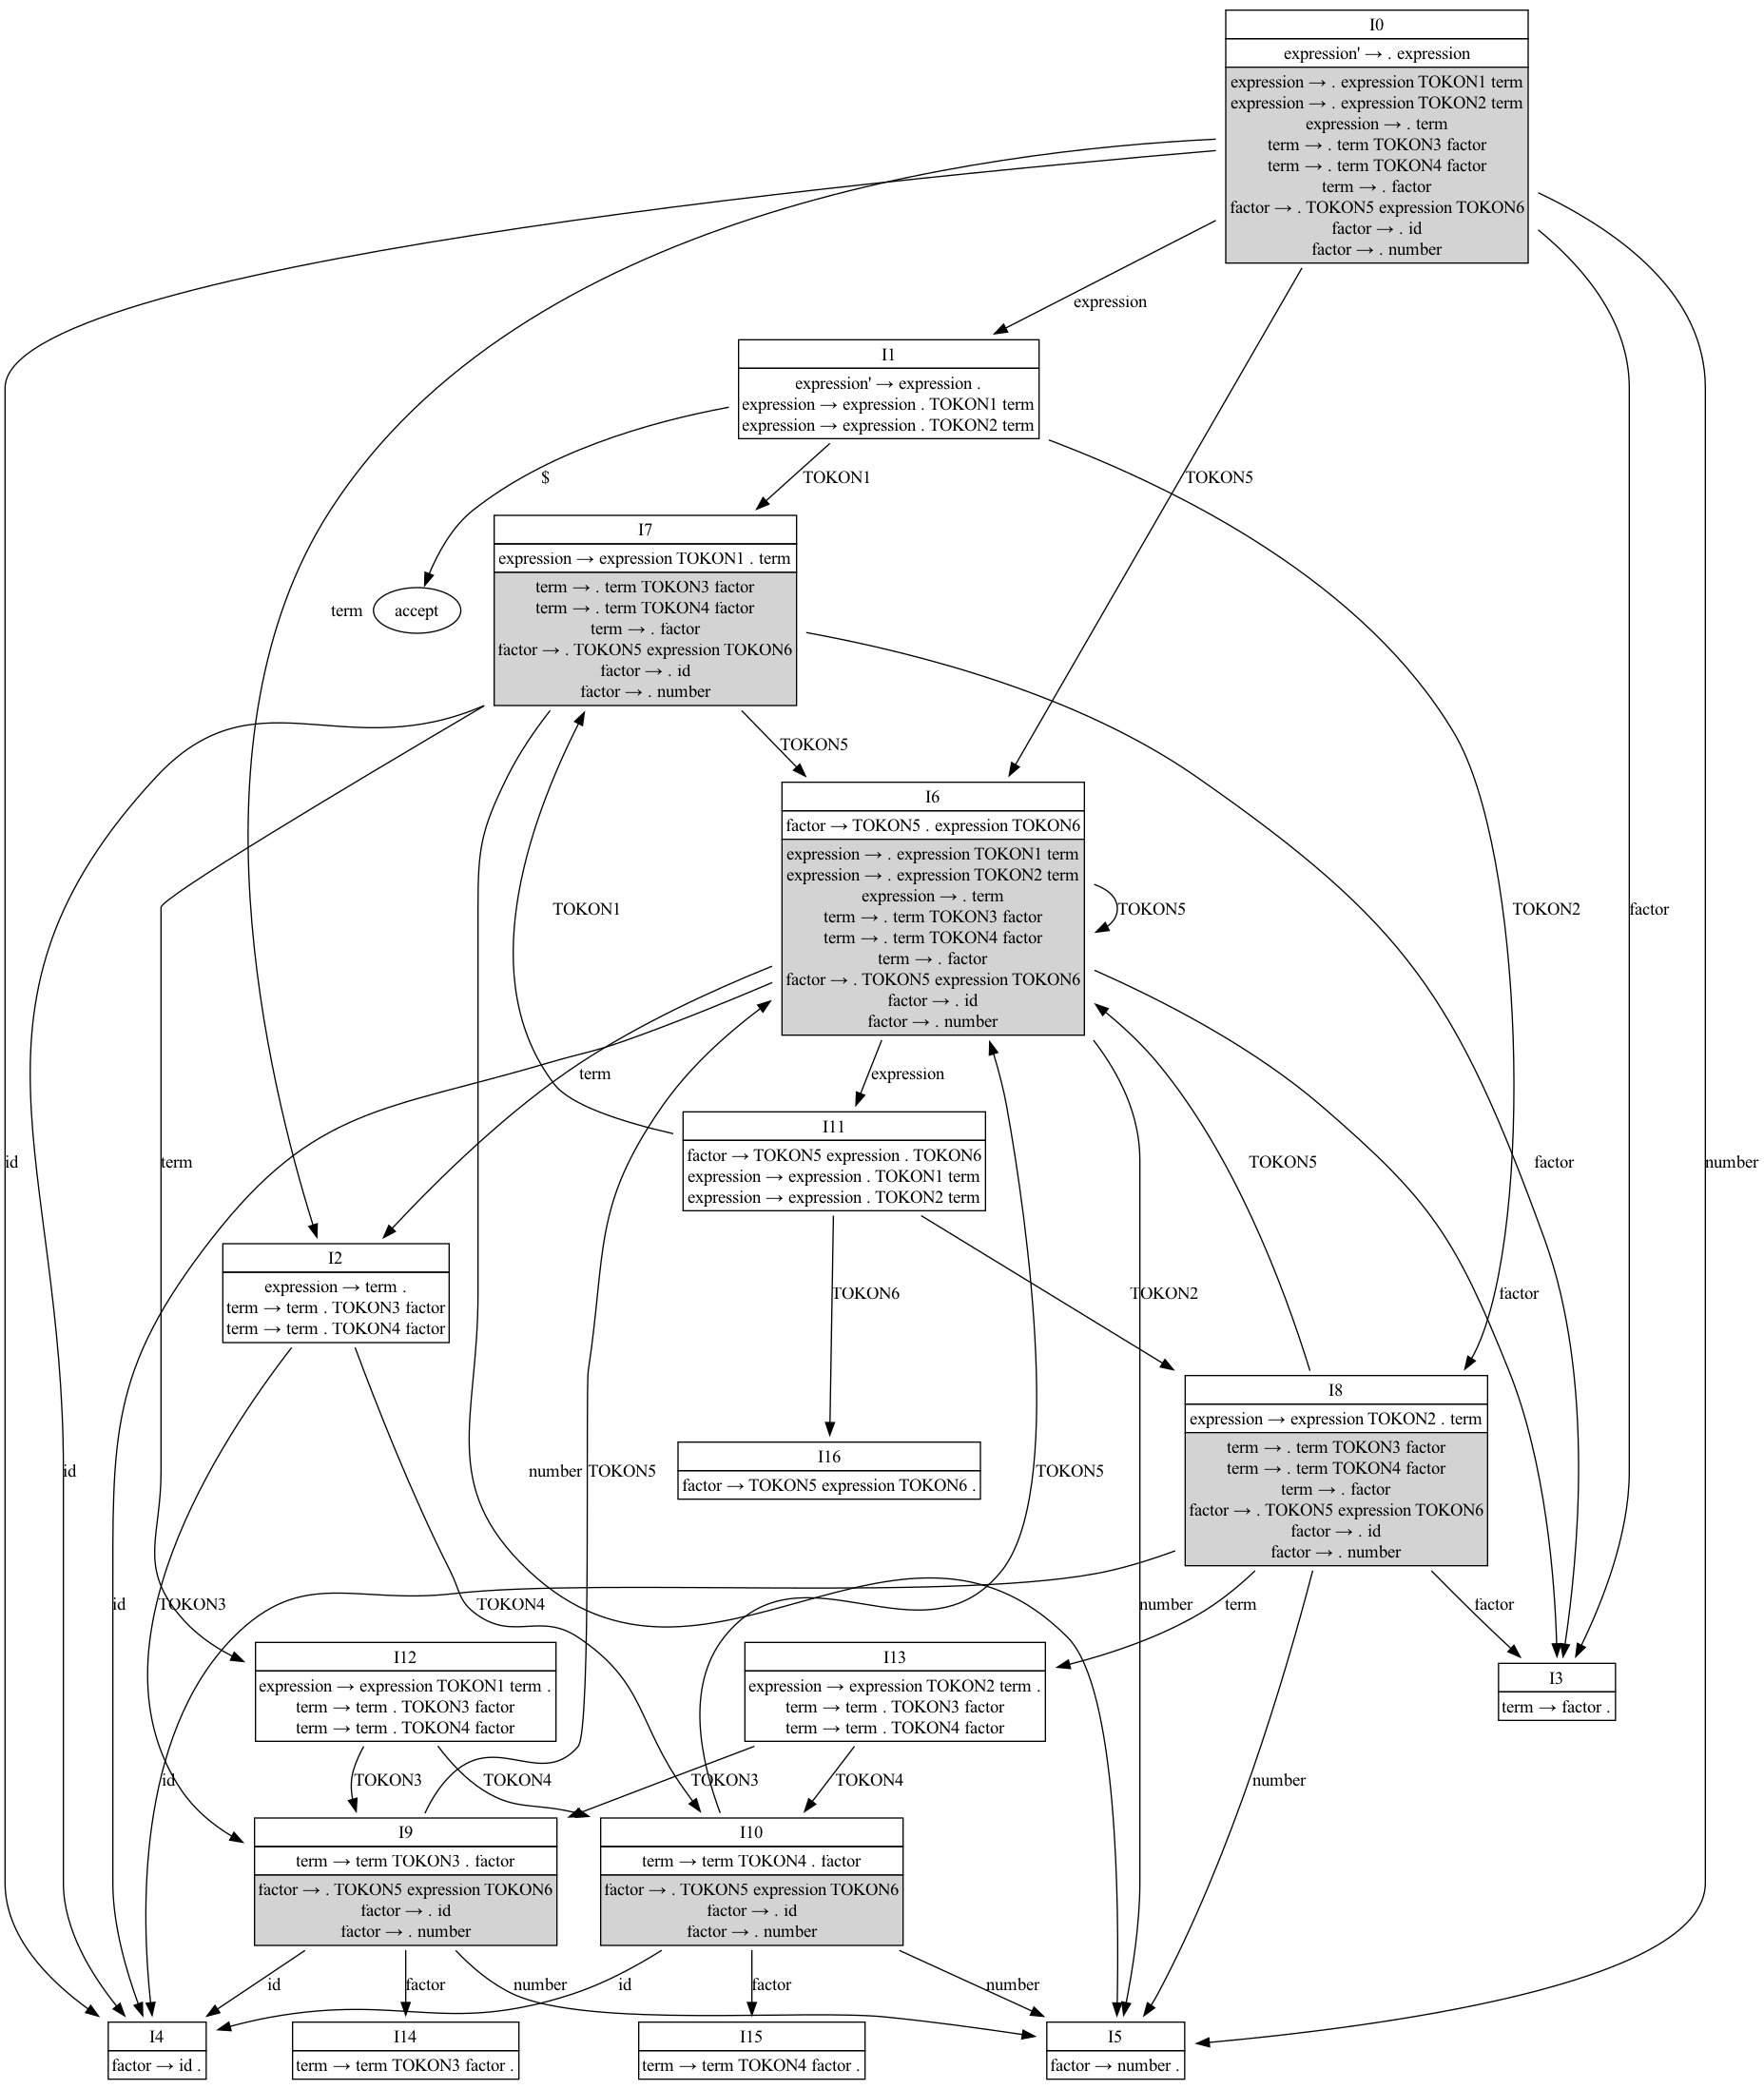 I0
expression' → . expression
expression → . expression TOKON1 term
expression → . expression TOKON2 term
expression → . term
term → . term TOKON3 factor
term → . term TOKON4 factor
term → . factor
factor → . TOKON5 expression TOKON6
factor → . id
factor → . number
expression
I1
expression' → expression .
expression → expression . TOKON1 term
expression → expression . TOKON2 term
$
TOKON1
TOKON5
I7
expression → expression TOKON1 . term
term → . term TOKON3 factor
term → . term TOKON4 factor
term → . factor
factor → . TOKON5 expression TOKON6
factor → . id
factor → . number
term
accept
TOKON5
I6
factor → TOKON5 . expression TOKON6
expression → . expression TOKON1 term
expression → . expression TOKON2 term
expression → . term
term → . term TOKON3 factor
term → . term TOKON4 factor
term → . factor
factor → . TOKON5 expression TOKON6
factor → . id
factor → . number
TOKON1
TOKON5
TOKON2
factor
term
expression
I11
factor → TOKON5 expression . TOKON6
expression → expression . TOKON1 term
expression → expression . TOKON2 term
id
term
TOKON5
factor
number
I2
expression → term .
term → term . TOKON3 factor
term → term . TOKON4 factor
TOKON6
TOKON2
factor
I8
expression → expression TOKON2 . term
term → . term TOKON3 factor
term → . term TOKON4 factor
term → . factor
factor → . TOKON5 expression TOKON6
factor → . id
factor → . number
I16
factor → TOKON5 expression TOKON6 .
id
number
TOKON5
TOKON5
id
TOKON3
TOKON4
number
term
factor
I12
expression → expression TOKON1 term .
term → term . TOKON3 factor
term → term . TOKON4 factor
I13
expression → expression TOKON2 term .
term → term . TOKON3 factor
term → term . TOKON4 factor
I3
term → factor .
id
TOKON3
TOKON4
TOKON3
TOKON4
number
I9
term → term TOKON3 . factor
factor → . TOKON5 expression TOKON6
factor → . id
factor → . number
I10
term → term TOKON4 . factor
factor → . TOKON5 expression TOKON6
factor → . id
factor → . number
id
factor
number
id
factor
number
I4
factor → id .
I14
term → term TOKON3 factor .
I15
term → term TOKON4 factor .
I5
factor → number .